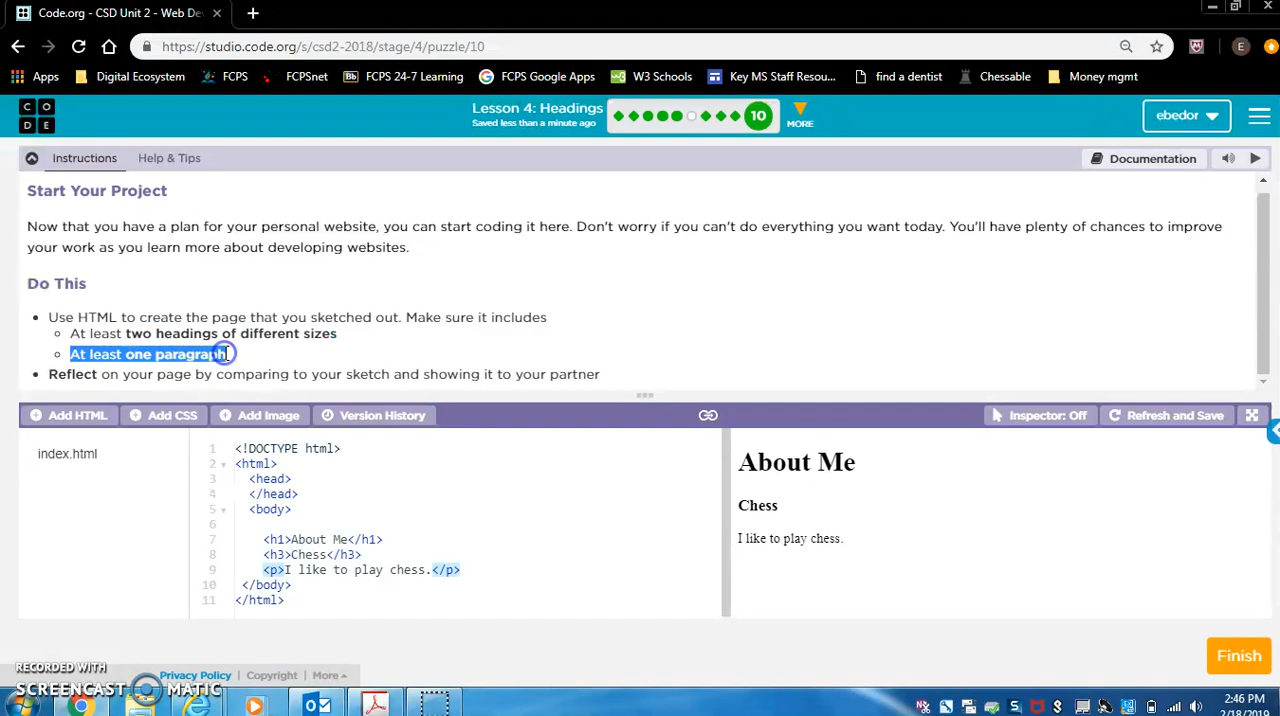 Code.org - CSD Unit 2 - Web De
https://studio.code.org/s/csd2-2018/stage/4/puzzle/10
E
Apps Digital Ecosystem FCPS FCPSnet Bb FCPS 24-7 Learning FCPS Google Apps W3 Schools Key MS Staff Resou... find a dentist Chessable Money mgmt
C O D E
Lesson 4: Headings
Saved less than a minute ago
10
MORE
ebedor
Instructions Help & Tips Documentation
Start Your Project
Now that you have a plan for your personal website, you can start coding it here. Don't worry if you can't do everything you want today. You'll have plenty of chances to improve
your work as you learn more about developing websites.
Do This
Use HTML to create the page that you sketched out. Make sure it includes
At least two headings of different sizes
At least one paragraph
Reflect on your page by comparing to your sketch and showing it to your partner
Add HTML Add CSS Add Image Version History Inspector: Off Refresh and Save
index.html
1 <!DOCTYPE html>
2 <html>
3 <head>
4 </head>
5 <body>
6
7 <h1>About Me</h1>
8 <h3>Chess</h3>
9 <p>I like to play chess.</p>
10 </body>
11 </html>
About Me
Chess
I like to play chess.
Finish
RECORDED WITH
SCREENCAST MATIC
Privacy Policy Copyright More
2:46 PM
2/18/2019